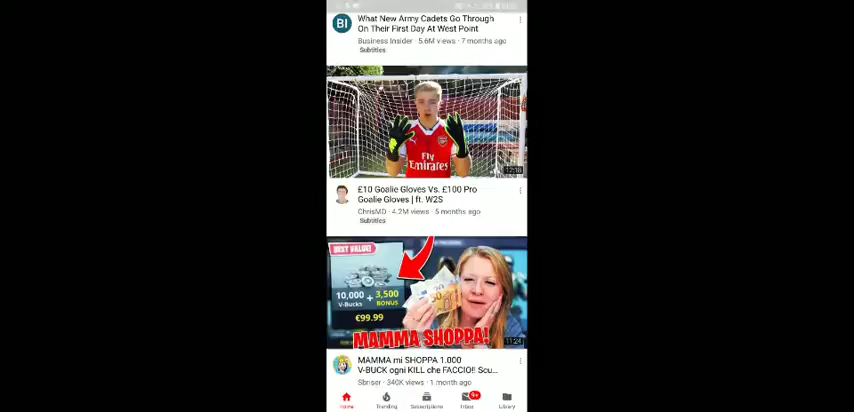 BI
What New Army Cadets Go Through
On Their First Day At West Point
Business Insider · 5.6M views · 7 months ago
Subtitles
Fly
Emirates
12:18
£10 Goalie Gloves Vs. £100 Pro
Goalie Gloves | ft. W2S
ChrisMD · 4.2M views · 5 months ago
Subtitles
BEST VALUE!
10,000 + 3,500
V-Bucks BONUS
€99.99
MAMMA SHOPPA!
11:24
MAMMA mi SHOPPA 1.000
V-BUCK ogni KILL che FACCIO!! Scu...
Sbriser · 340K views · 1 month ago
9+
Home Trending Subscriptions Inbox Library